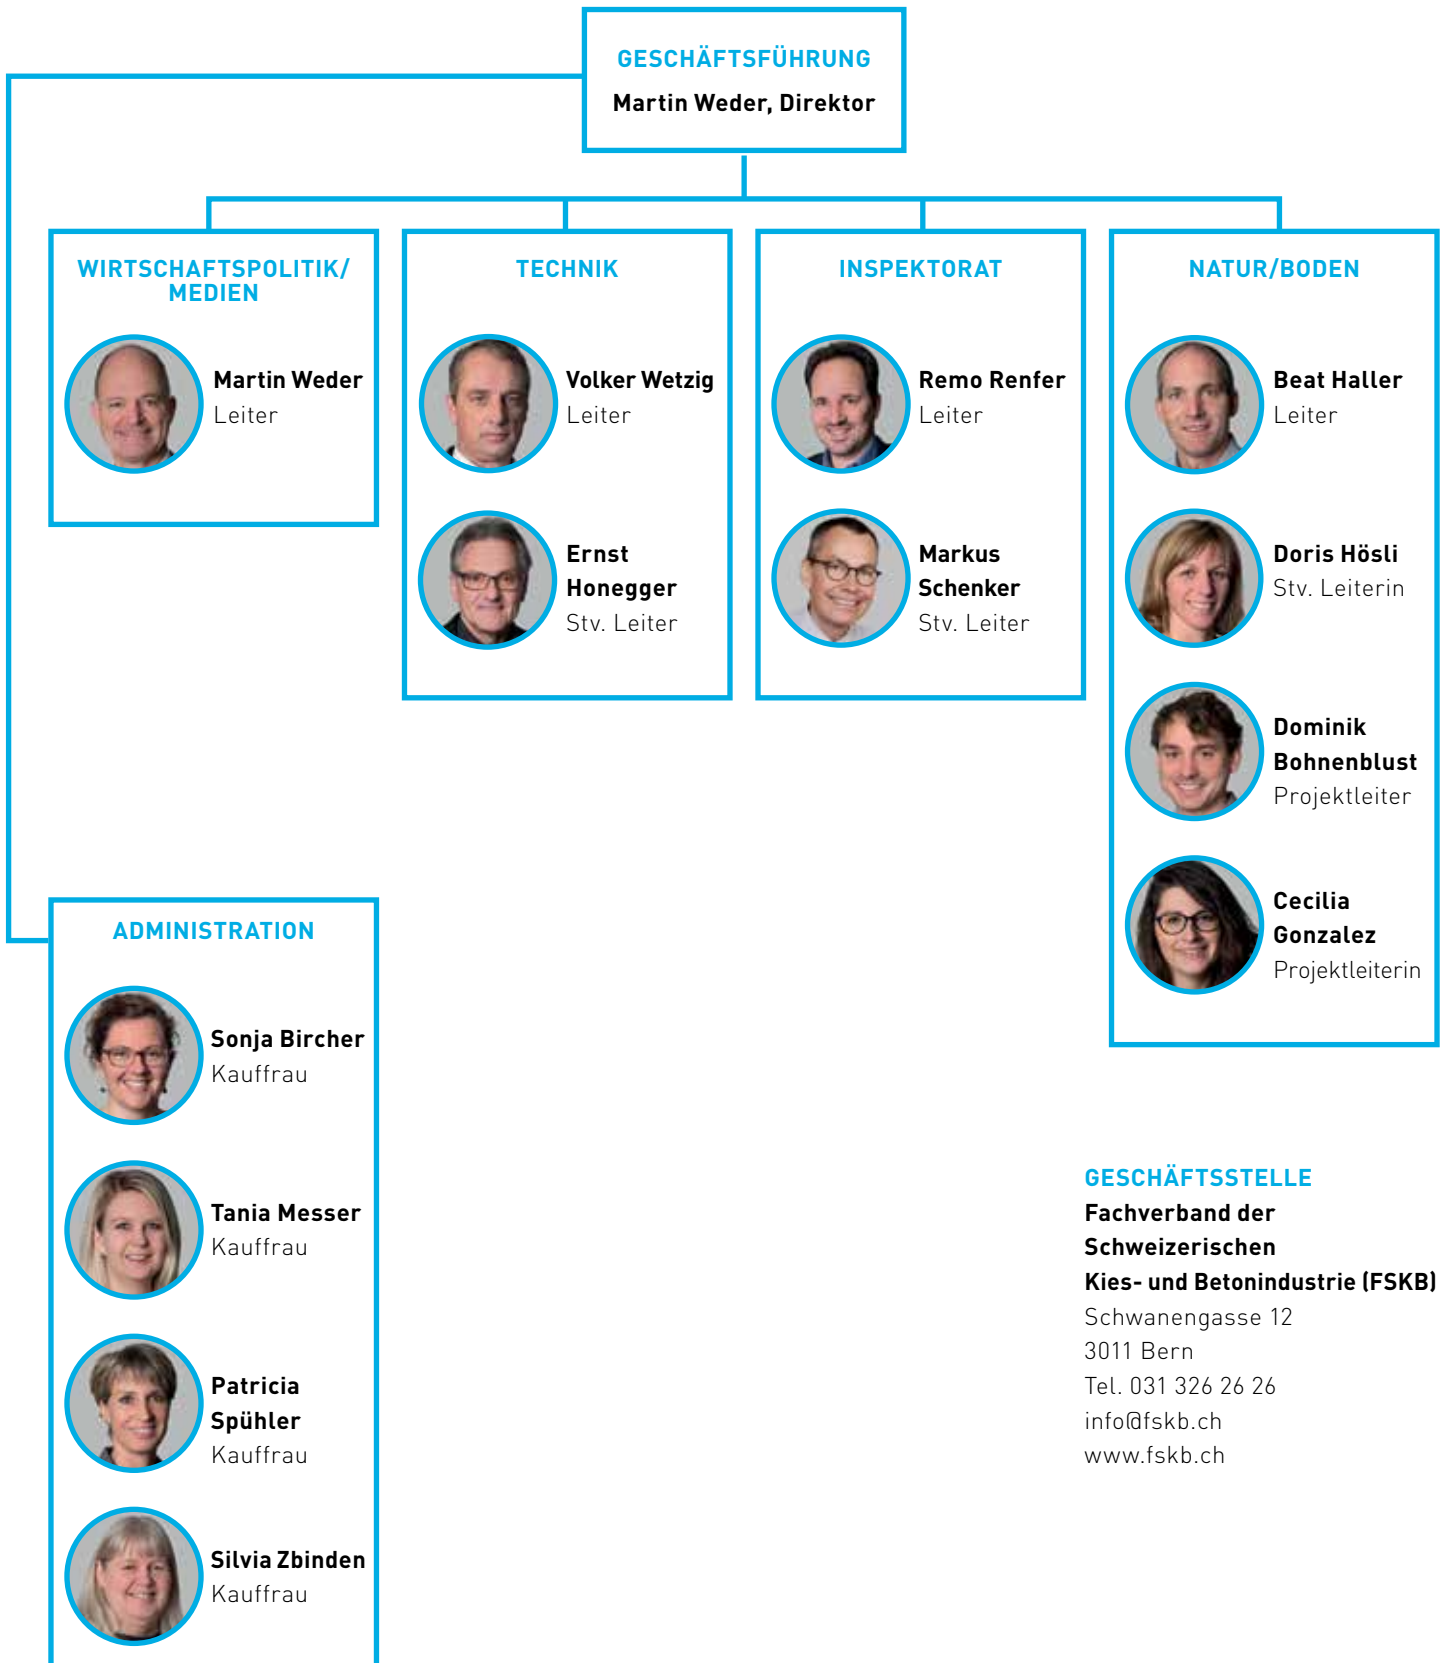 GESCHÄFTSFÜHRUNG
Martin Weder, Direktor
WIRTSCHAFTSPOLITIK/
MEDIEN
Martin Weder
Leiter
TECHNIK
Volker Wetzig
Leiter
Ernst
Honegger
Stv. Leiter
INSPEKTORAT
Remo Renfer
Leiter
Markus
Schenker
Stv. Leiter
NATUR/BODEN
Beat Haller
Leiter
Doris Hösli
Stv. Leiterin
Dominik
Bohnenblust
Projektleiter
Cecilia
Gonzalez
Projektleiterin
ADMINISTRATION
Sonja Bircher
Kauffrau
Tania Messer
Kauffrau
Patricia
Spühler
Kauffrau
Silvia Zbinden
Kauffrau
GESCHÄFTSSTELLE
Fachverband der
Schweizerischen
Kies- und Betonindustrie (FSKB)
Schwanengasse 12
3011 Bern
Tel. 031 326 26 26
info@fskb.ch
www.fskb.ch